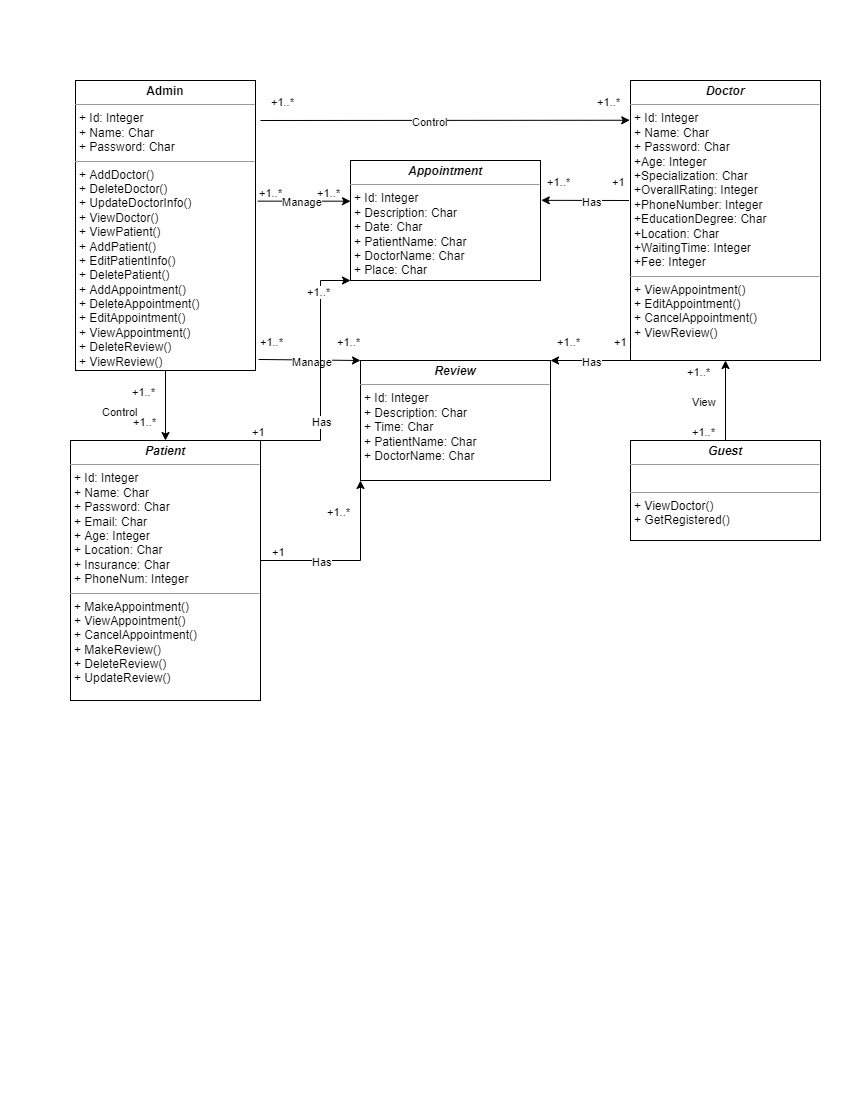 Admin
+ Id: Integer
+ Name: Char
+ Password: Char
+ AddDoctor()
+ DeleteDoctor()
+ UpdateDoctorInfo()
+ ViewDoctor()
+ ViewPatient()
+ AddPatient()
+ EditPatientInfo()
+ DeletePatient()
+ AddAppointment()
+ DeleteAppointment()
+ EditAppointment()
+ ViewAppointment()
+ DeleteReview()
+ ViewReview()
+1..*
+1..*
Control
+1..*
+1..*
Manage
Appointment
+ Id: Integer
+ Description: Char
+ Date: Char
+ PatientName: Char
+ DoctorName: Char
+ Place: Char
+1..*
+1
Has
Doctor
+ Id: Integer
+ Name: Char
+ Password: Char
+Age: Integer
+Specialization: Char
+OverallRating: Integer
+PhoneNumber: Integer
+EducationDegree: Char
+Location: Char
+WaitingTime: Integer
+Fee: Integer
+ ViewAppointment()
+ EditAppointment()
+ CancelAppointment()
+ ViewReview()
+1..*
+1..*
+1..*
Manage
+1..*
+1
Has
Review
+ Id: Integer
+ Description: Char
+ Time: Char
+ PatientName: Char
+ DoctorName: Char
+1..*
Control
+1..*
+1
Has
+1..*
View
+1..*
Patient
+ Id: Integer
+ Name: Char
+ Password: Char
+ Email: Char
+ Age: Integer
+ Location: Char
+ Insurance: Char
+ PhoneNum: Integer
+ MakeAppointment()
+ ViewAppointment()
+ CancelAppointment()
+ MakeReview()
+ DeleteReview()
+ UpdateReview()
+1..*
+1
Has
Guest
+ ViewDoctor()
+ GetRegistered()